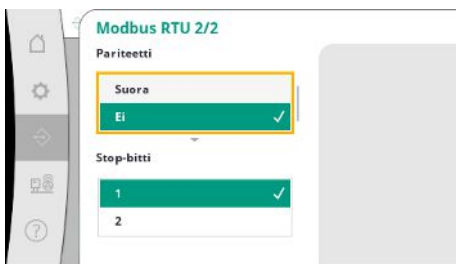 Modbus RTU 2/2
Pariteetti
Suora
Ei
Stop-bitti
1
2